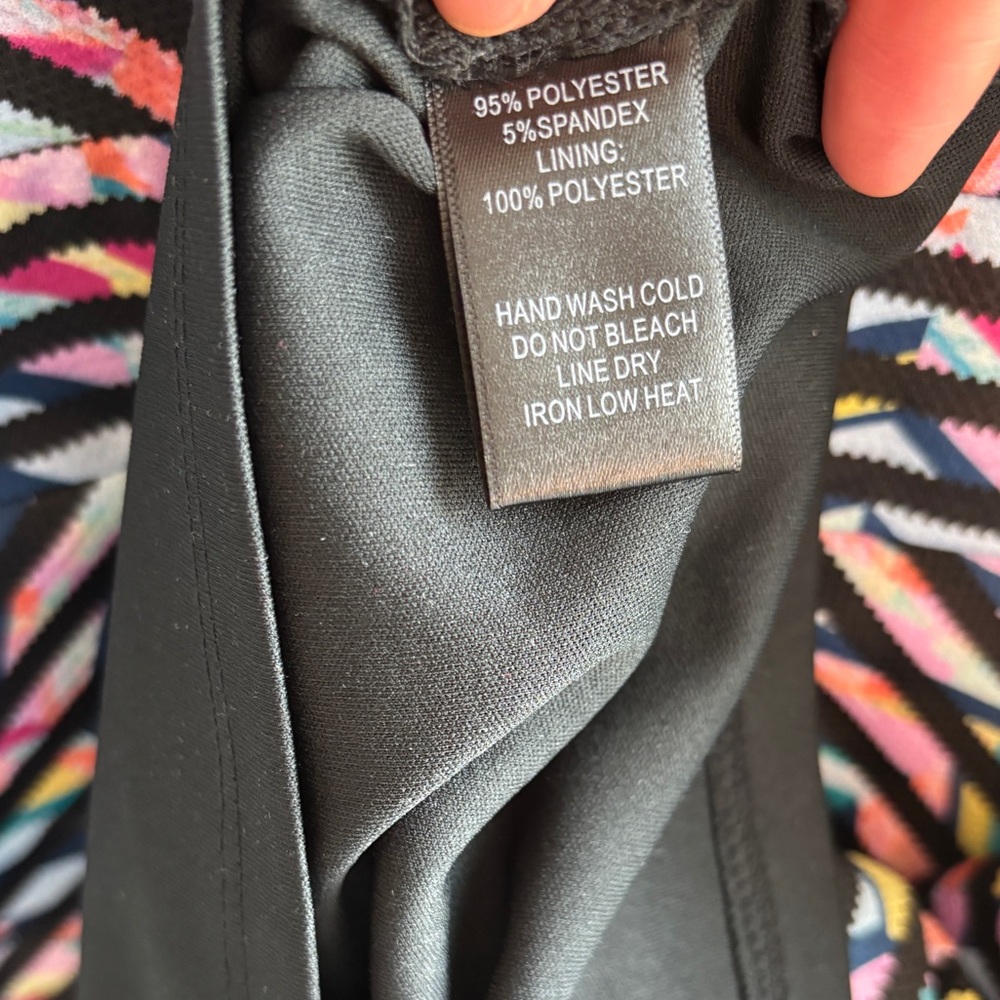 95% POLYESTER
5%SPANDEX
LINING:
100% POLYESTER
HAND WASH COLD
DO NOT BLEACH
LINE DRY
IRON LOW HEAT